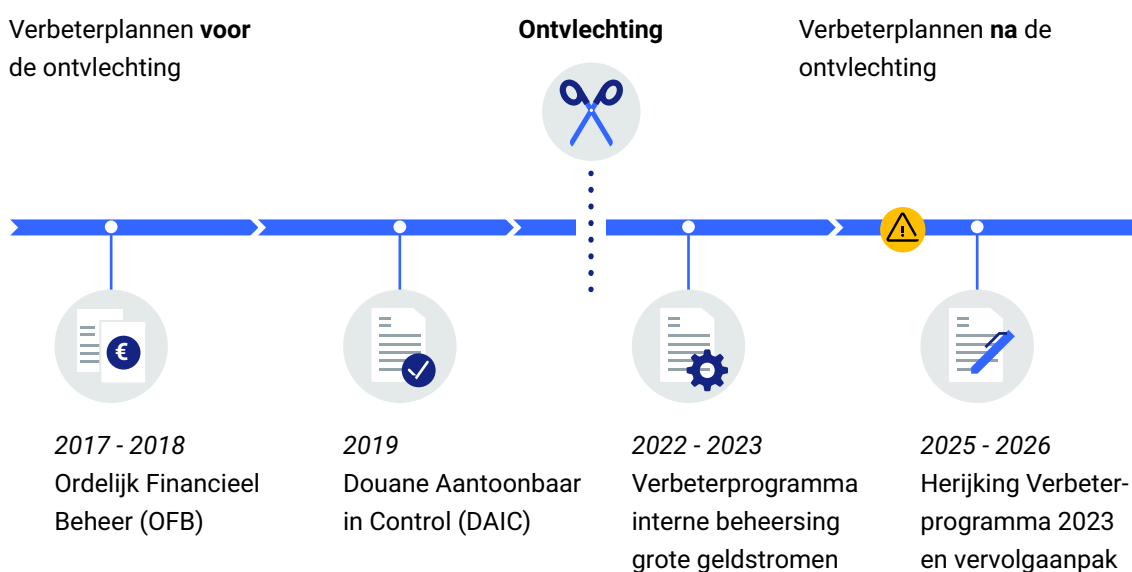 Verbeterplannen voor
de ontvlechting
Ontvlechting
Verbeterplannen na de
ontvlechting
€
2017 - 2018
Ordelijk Financieel
Beheer (OFB)
2019
Douane Aantoonbaar
in Control (DAIC)
2022 - 2023
Verbeterprogramma
interne beheersing
grote geldstromen
2025 - 2026
Herijking Verbeter-
programma 2023
en vervolgaanpak